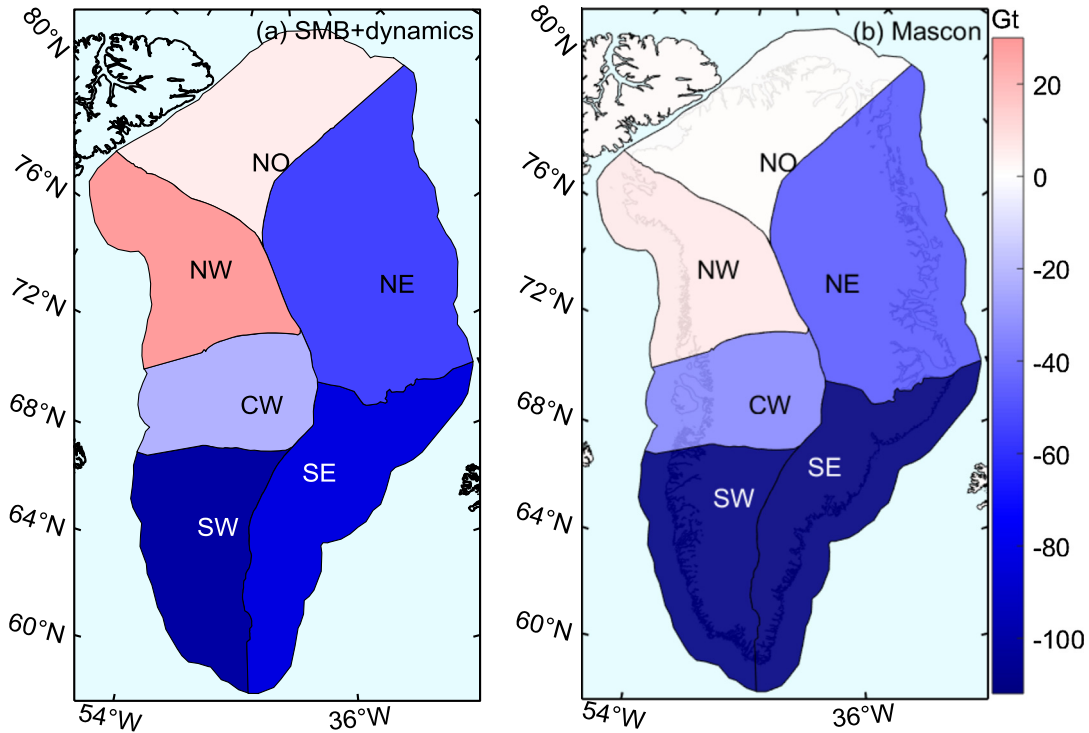 (a) SMB+dynamics
80°N
76°N
72°N
68°N
64°N
60°N
54°W
36°W
NO
NW
NE
CW
SE
SW
(b) Mascon
80°N
76°N
72°N
68°N
64°N
60°N
54°W
36°W
NO
NW
NE
CW
SE
SW
Gt
20
0
-20
-40
-60
-80
-100